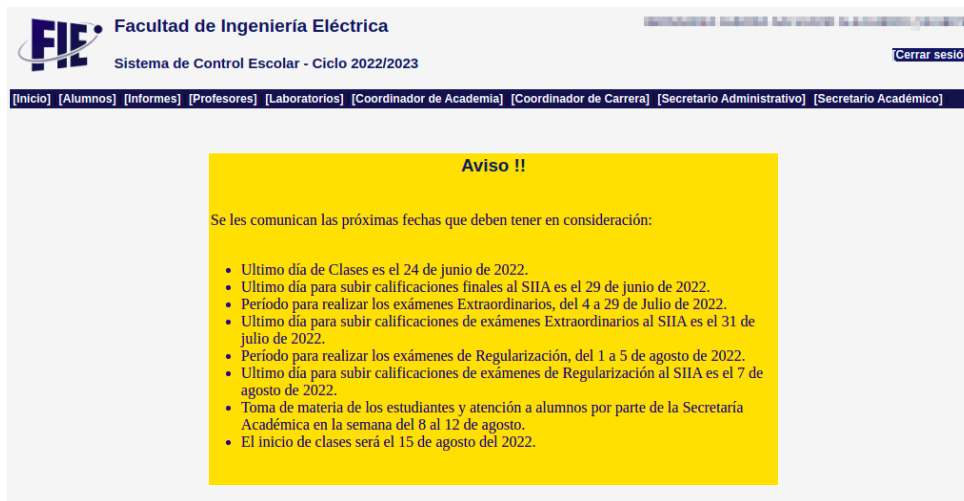 FIE
Facultad de Ingeniería Eléctrica
Sistema de Control Escolar - Ciclo 2022/2023
[Cerrar sesió
[Inicio] [Alumnos] [Informes] [Profesores] [Laboratorios] [Coordinador de Academia] [Coordinador de Carrera] [Secretario Administrativo] [Secretario Académico]
Aviso !!
Se les comunican las próximas fechas que deben tener en consideración:
• Ultimo día de Clases es el 24 de junio de 2022.
• Ultimo día para subir calificaciones finales al SIIA es el 29 de junio de 2022.
• Período para realizar los exámenes Extraordinarios, del 4 a 29 de Julio de 2022.
• Ultimo día para subir calificaciones de exámenes Extraordinarios al SIIA es el 31 de
julio de 2022.
• Período para realizar los exámenes de Regularización, del 1 a 5 de agosto de 2022.
• Ultimo día para subir calificaciones de exámenes de Regularización al SIIA es el 7 de
agosto de 2022.
• Toma de materia de los estudiantes y atención a alumnos por parte de la Secretaría
Académica en la semana del 8 al 12 de agosto.
• El inicio de clases será el 15 de agosto del 2022.